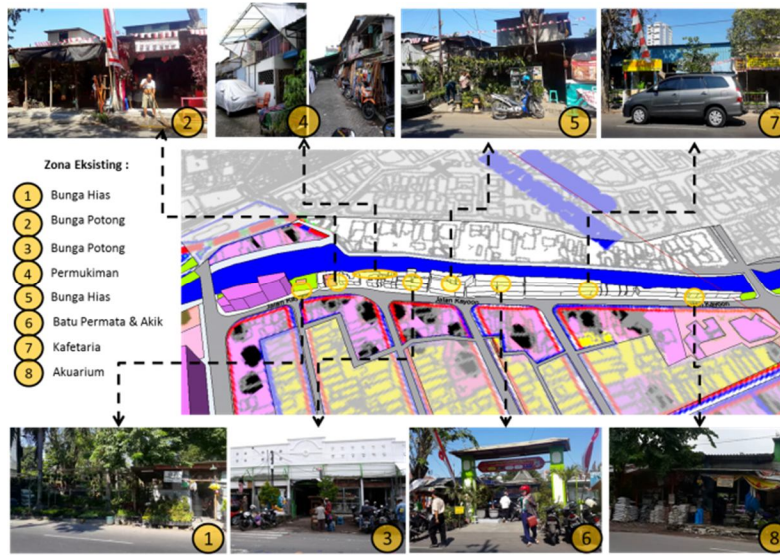 2
4
5
7
Zona Eksisting :
1 Bunga Hias
2 Bunga Potong
3 Bunga Potong
4 Permukiman
5 Bunga Hias
6 Batu Permata & Akik
7 Kafetaria
8 Akuarium
Jalan Kayoon
1
3
6
8